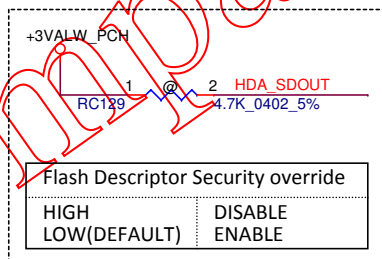 +3VALW_PCH
1 @ 2 HDA_SDOUT
RC129 4.7K_0402_5%
Flash Descriptor Security override
HIGH DISABLE
LOW(DEFAULT) ENABLE